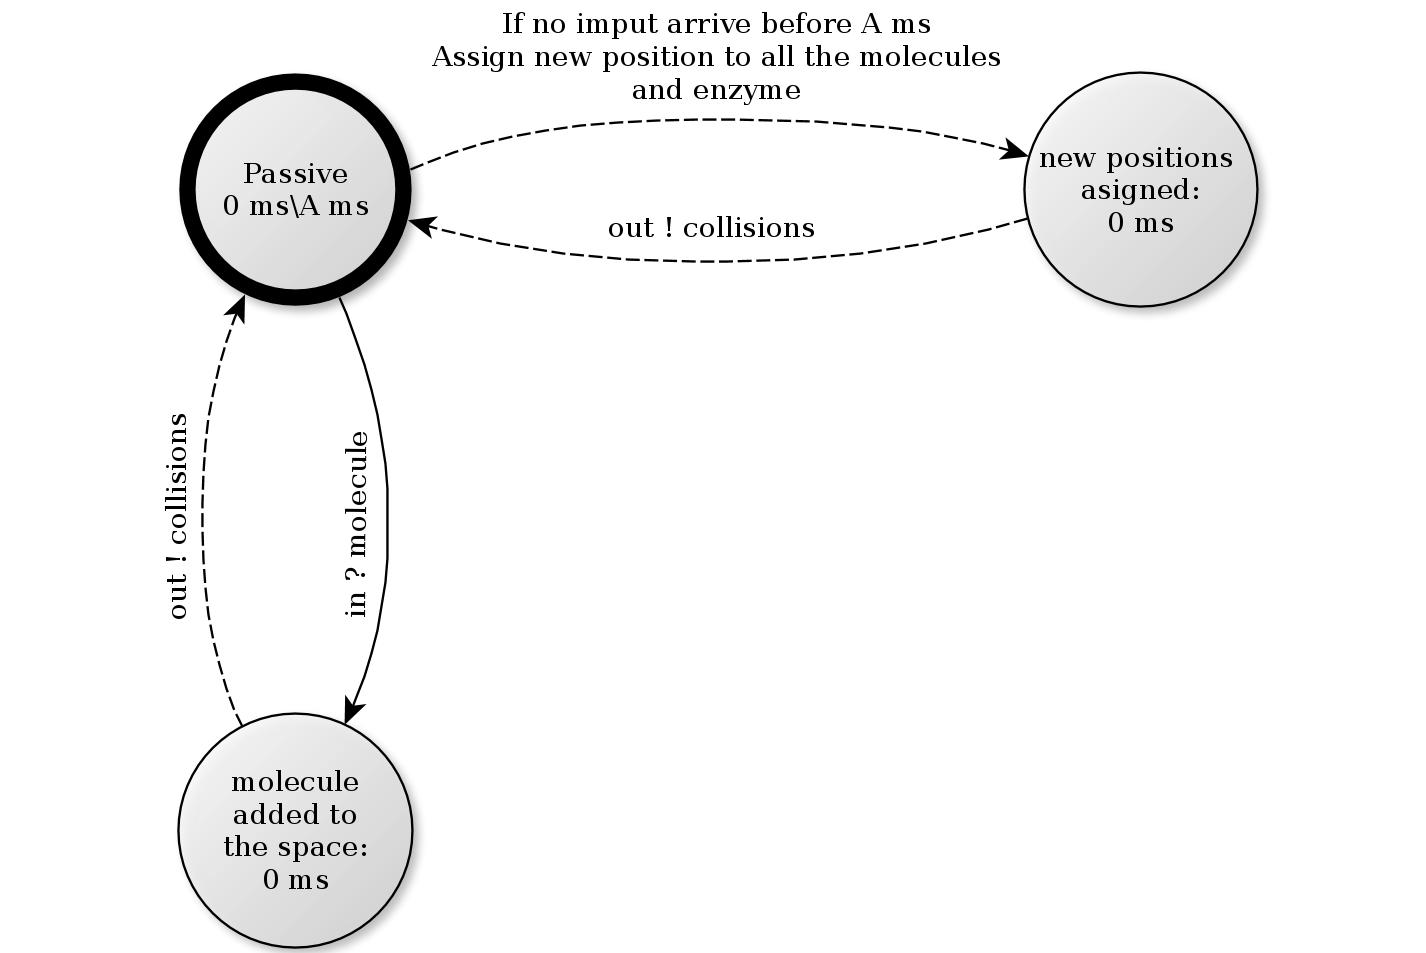 If no imput arrive before A ms
Assign new position to all the molecules
and enzyme
Passive
0 ms\A ms
new positions
asigned:
0 ms
out ! collisions
out ! collisions
in ? molecule
molecule
added to
the space:
0 ms